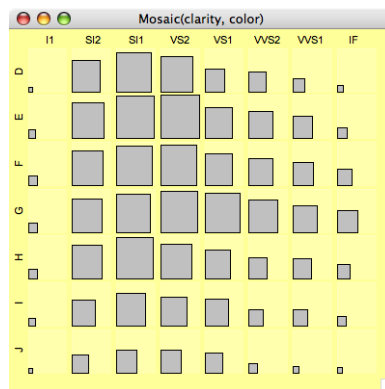 Mosaic(clarity, color)
I1 SI2 SI1 VS2 VS1 VVS2 VVS1 IF
D
E
F
G
H
I
J